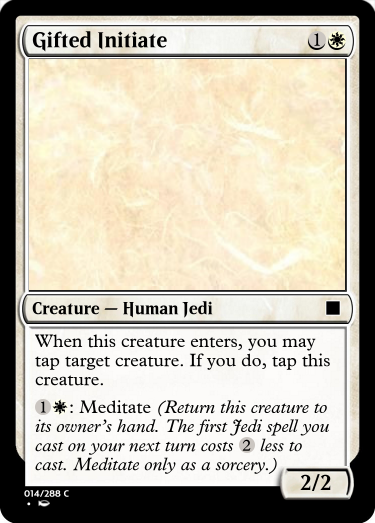 Gifted Initiate 1
Creature — Human Jedi
When this creature enters, you may
tap target creature. If you do, tap this
creature.
1: Meditate (Return this creature to
its owner's hand. The first Jedi spell you
cast on your next turn costs 2 less to
cast. Meditate only as a sorcery.)
2/2
014/288 C